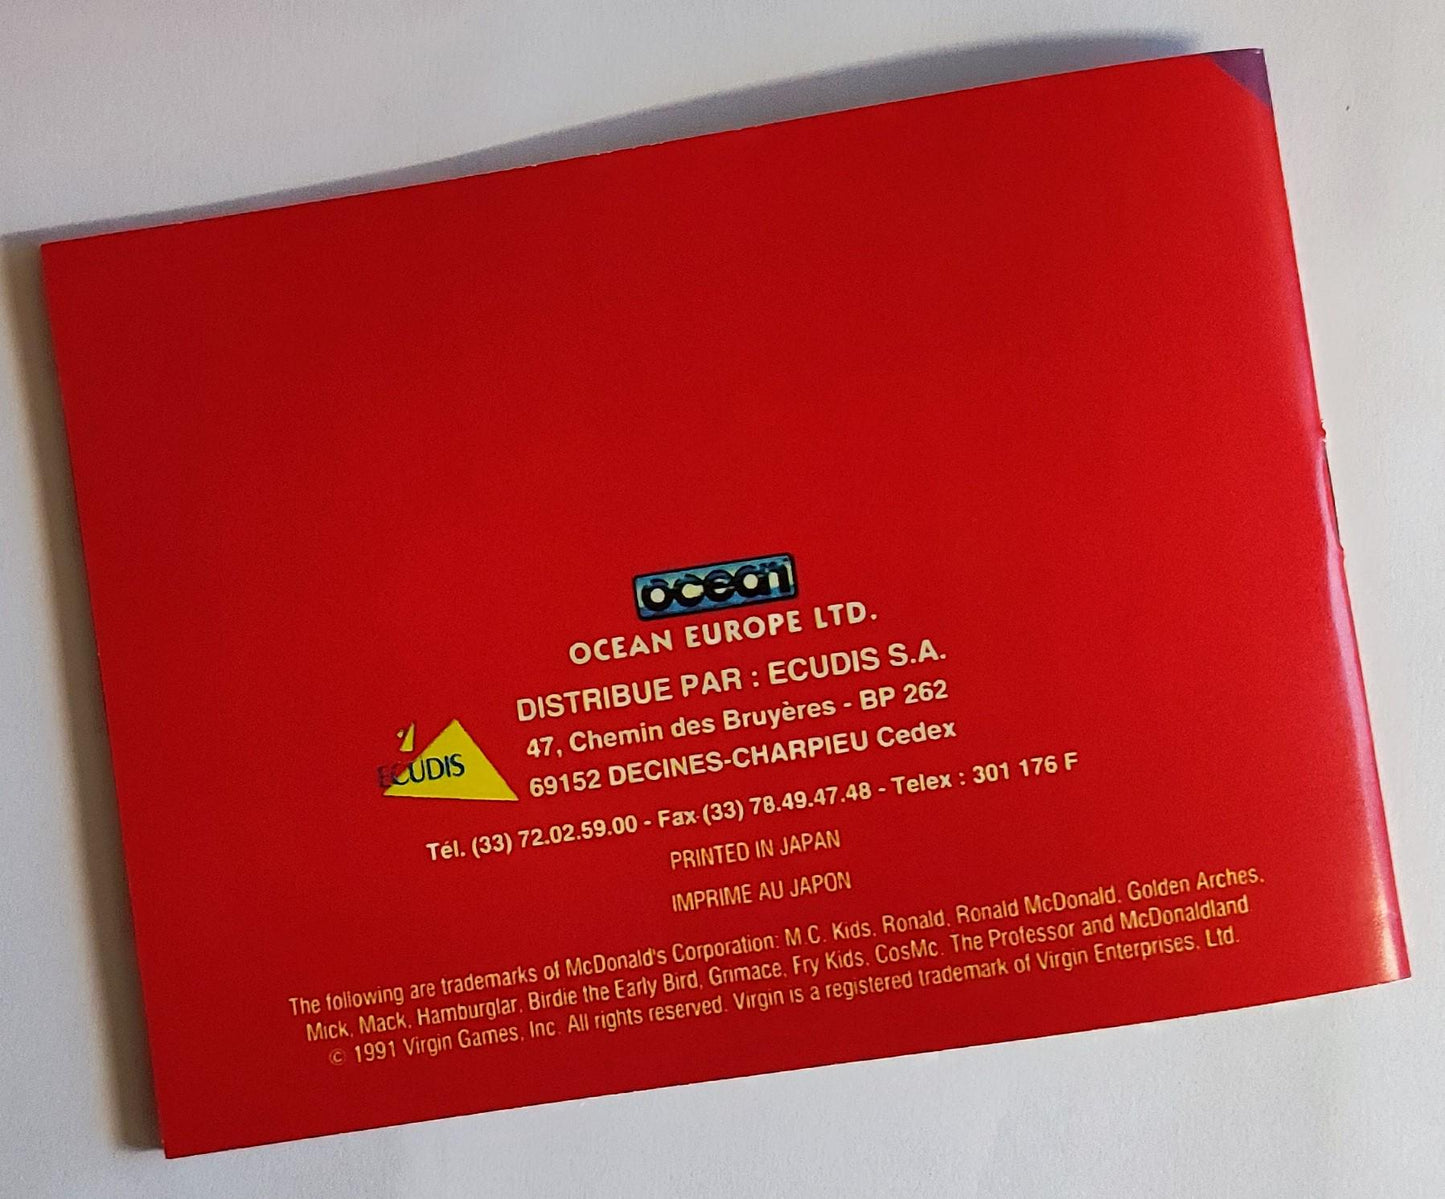 ocean
OCEAN EUROPE LTD.
DISTRIBUE PAR : ECUDIS S.A.
47, Chemin des Bruyères - BP 262
69152 DECINES-CHARPIEU Cedex
ECUDIS
Tél. (33) 72.02.59.00 - Fax (33) 78.49.47.48 - Telex : 301 176 F
PRINTED IN JAPAN
IMPRIME AU JAPON
The following are trademarks of McDonald's Corporation: M.C. Kids, Ronald, Ronald McDonald, Golden Arches,
Mick, Mack, Hamburglar, Birdie the Early Bird, Grimace, Fry Kids, CosMc, The Professor and McDonaldland
© 1991 Virgin Games, Inc. All rights reserved. Virgin is a registered trademark of Virgin Enterprises, Ltd.